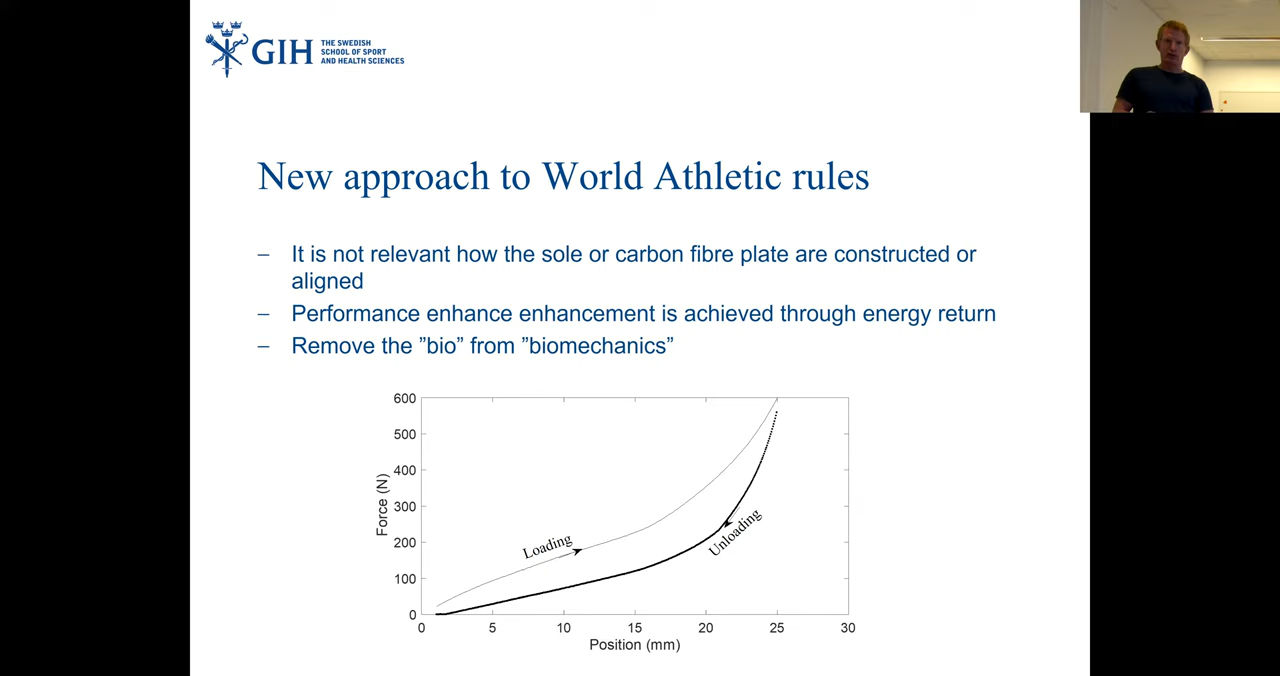 GIH
THE SWEDISH
SCHOOL OF SPORT
AND HEALTH SCIENCES
New approach to World Athletic rules
– It is not relevant how the sole or carbon fibre plate are constructed or
aligned
– Performance enhance enhancement is achieved through energy return
– Remove the ”bio” from ”biomechanics”
600
500
400
300
200
100
0
Force (N)
Loading
Unloading
0 5 10 15 20 25 30
Position (mm)